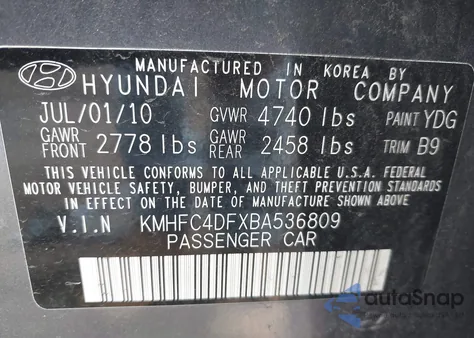 MANUFACTURED IN KOREA BY
HYUNDAI MOTOR COMPANY
JUL/01/10 GVWR 4740 lbs PAINT YDG
GAWR FRONT 2778 lbs GAWR REAR 2458 lbs TRIM B9
THIS VEHICLE CONFORMS TO ALL APPLICABLE U.S.A. FEDERAL
MOTOR VEHICLE SAFETY, BUMPER, AND THEFT PREVENTION STANDARDS
IN EFFECT ON THE DATE OF MANUFACTURE SHOWN ABOVE
V.I.N KMHFC4DFXBA536809
PASSENGER CAR
autoSnap